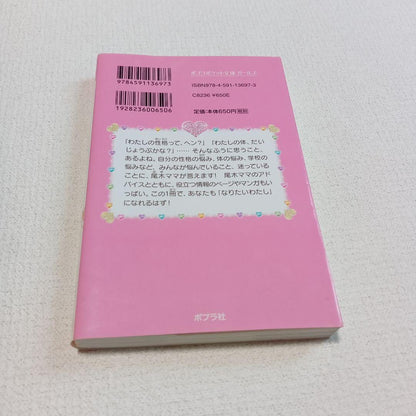 ポプラポケット文庫 ガールズ
9784591136973
ISBN978-4-591-13697-3
1928236006506
C8236 ¥650E
定価:本体650円(税別)
「わたしの性格って、ヘン?」「わたしの体、だい
じょうぶかな?」……そんなふうに思うこと、
あるよね。自分の性格の悩み、体の悩み、学校の
悩みなど、みんなが悩んでいること、迷っている
ことに、尾木ママが答えます! 尾木ママのアド
バイスとともに、役立つ情報のページやマンガもい
っぱい。この1冊で、あなたも「なりたいわたし」
になれるはず!
ポプラ社